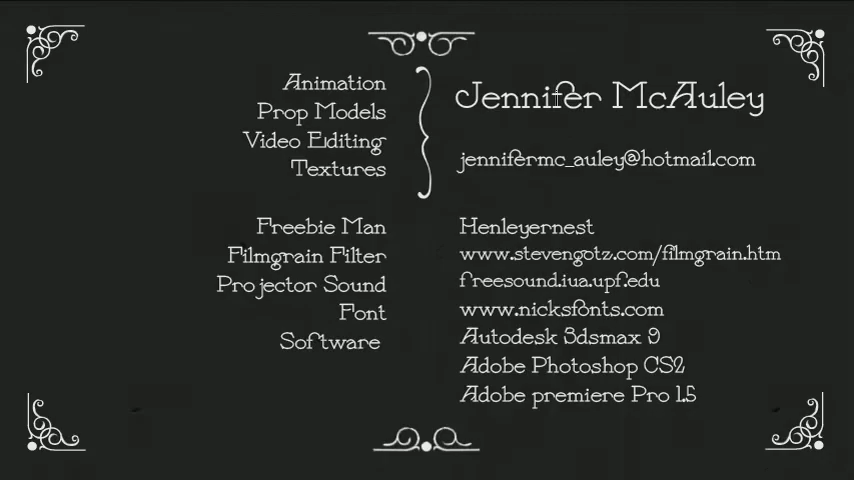 Animation
Prop Models
Video Editing
Textures
Jennifer McAuley
jennifermc_auley@hotmail.com
Freebie Man Henleyernest
Filmgrain Filter www.stevengotz.com/filmgrain.htm
Projector Sound freesound.iua.upf.edu
Font www.nicksfonts.com
Software Autodesk 3dsmax 9
Adobe Photoshop CS2
Adobe premiere Pro 1.5